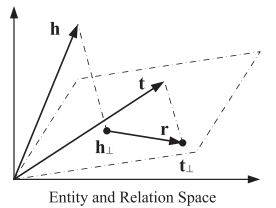 h
t
r
h⊥
t⊥
Entity and Relation Space